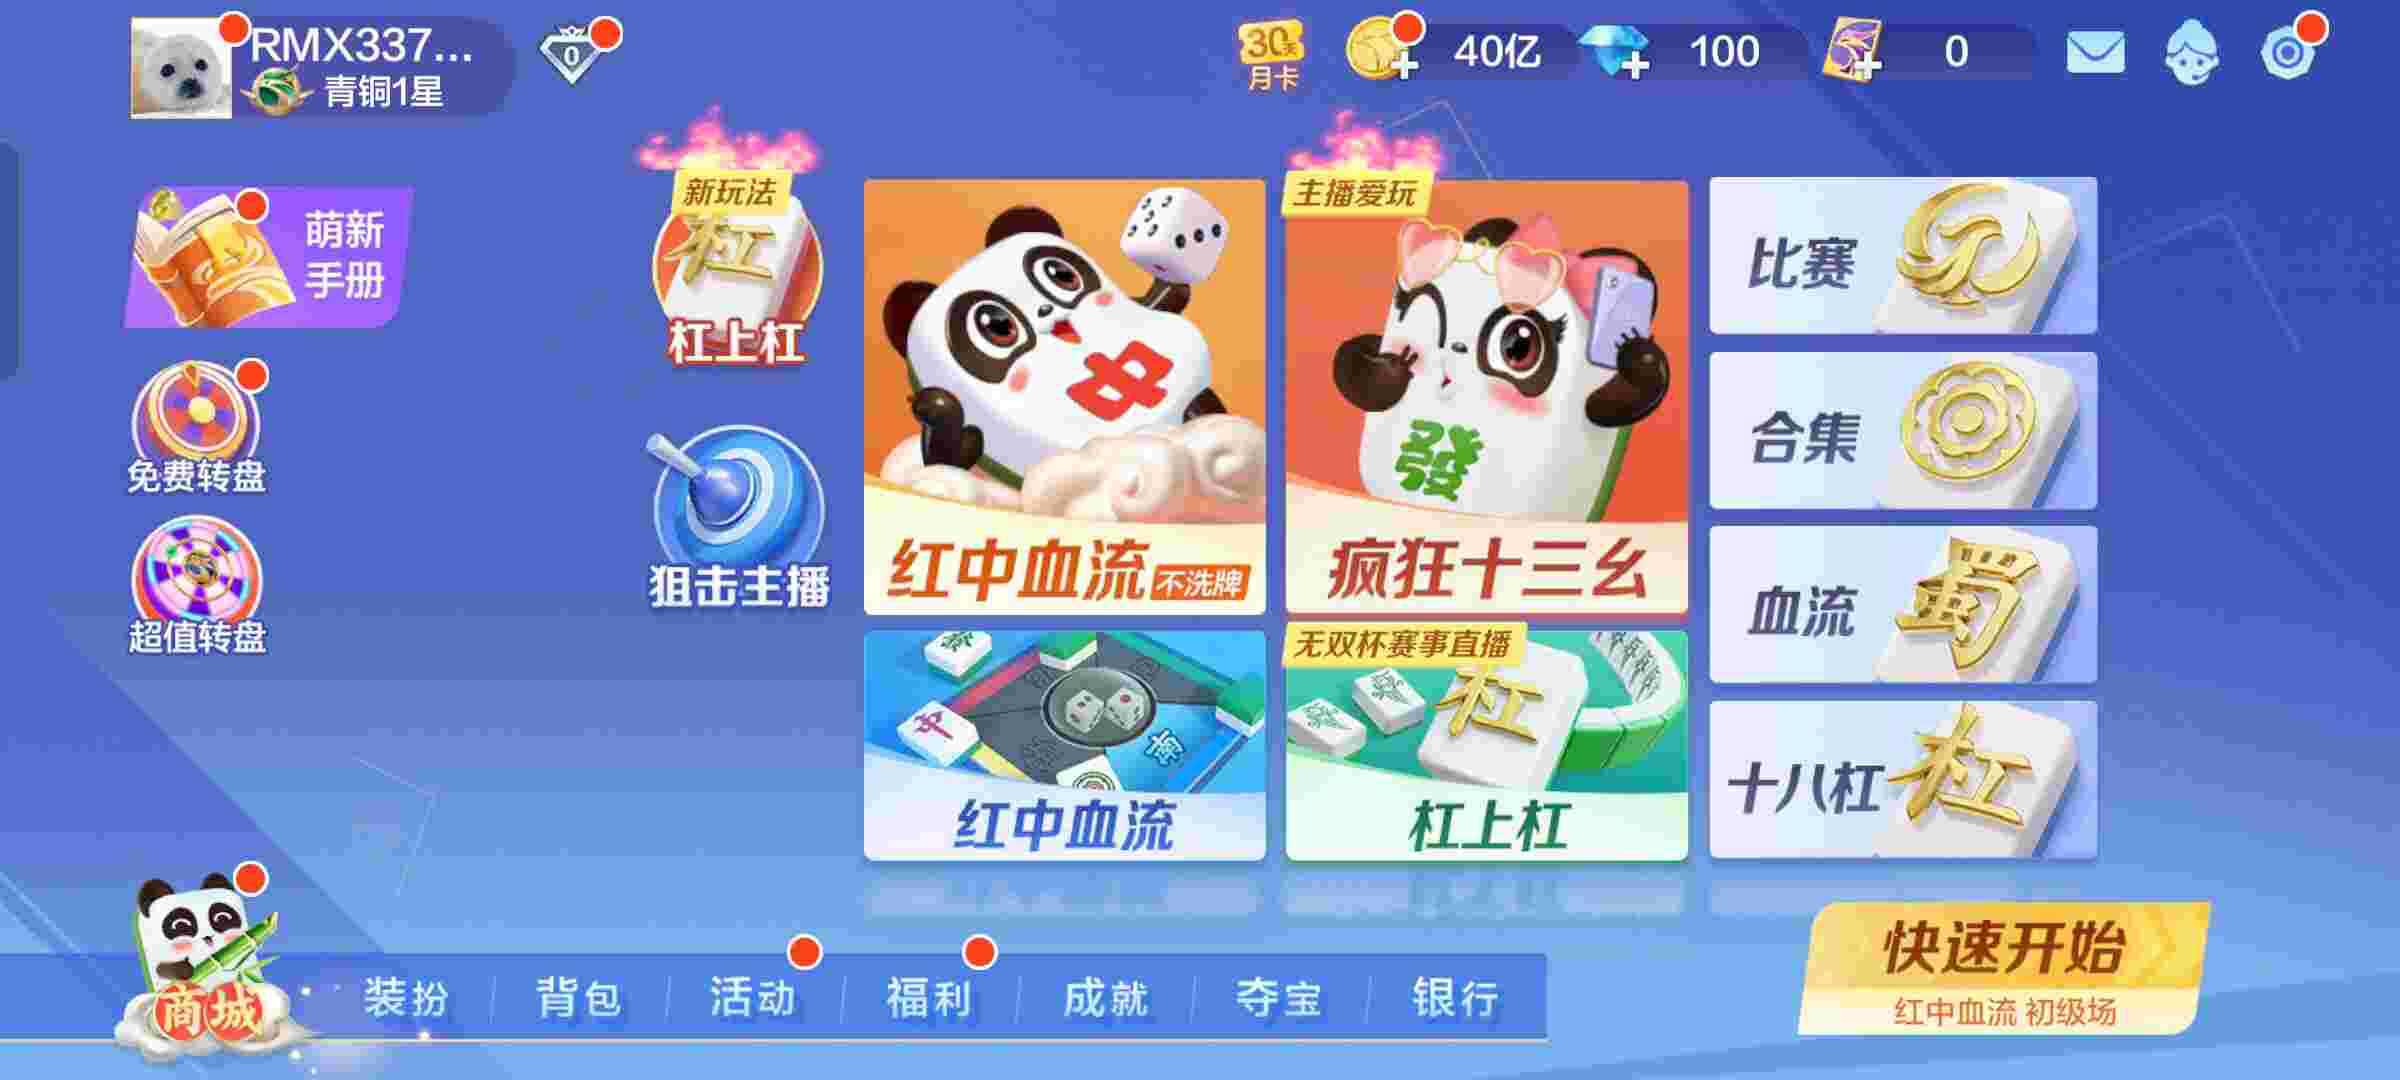 RMX337...
青铜1星
0
30天
月卡
40亿
100
0
萌新
手册
免费转盘
超值转盘
新玩法
杠
杠上杠
狙击主播
中
红中血流 不洗牌
主播爱玩
發
疯狂十三幺
中
南
红中血流
无双杯赛事直播
杠
杠上杠
比赛
合集
血流
蜀
十八杠
杠
商城
装扮
背包
活动
福利
成就
夺宝
银行
快速开始
红中血流 初级场